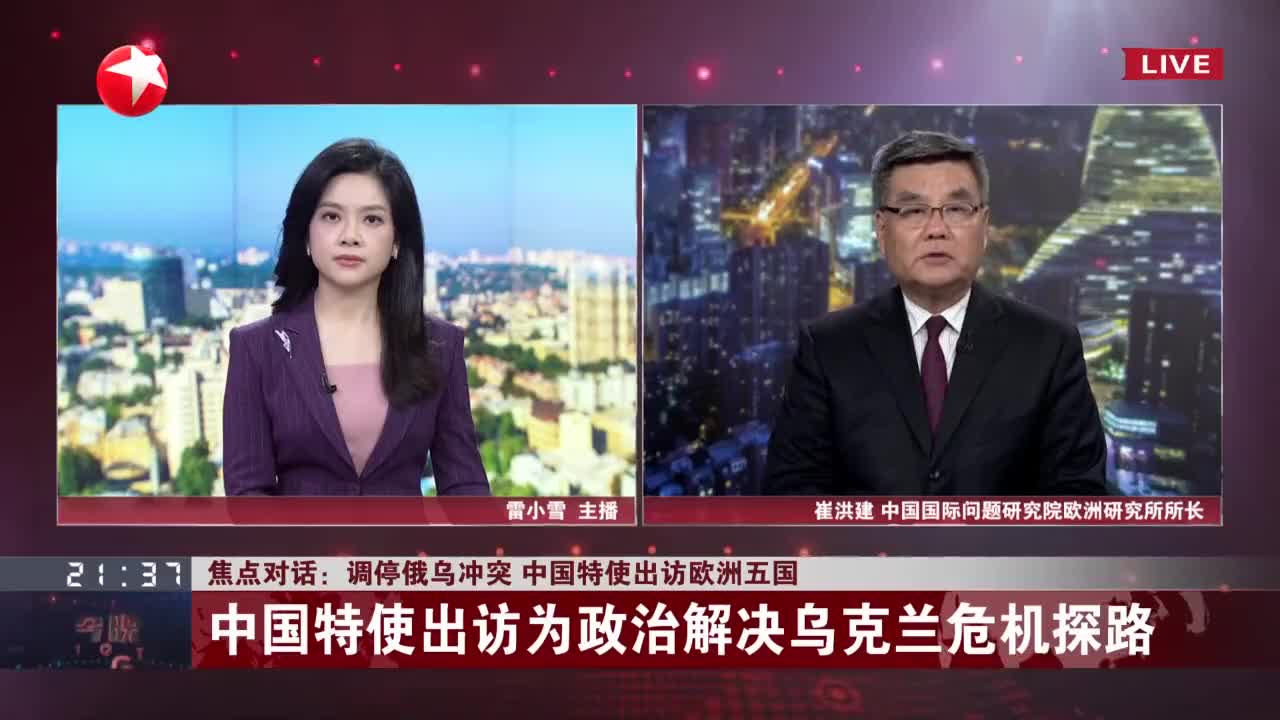 LIVE
雷小雪 主播
崔洪建 中国国际问题研究院欧洲研究所所长
21:37
焦点对话：调停俄乌冲突 中国特使出访欧洲五国
今晚
中国特使出访为政治解决乌克兰危机探路